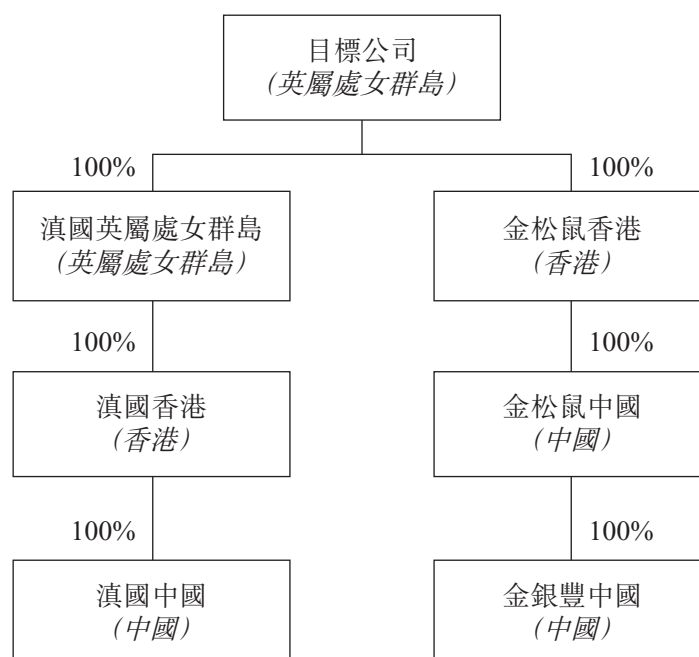 目標公司
（英屬處女群島）
100%
100%
滇國英屬處女群島
（英屬處女群島）
金松鼠香港
（香港）
100%
100%
滇國香港
（香港）
金松鼠中國
（中國）
100%
100%
滇國中國
（中國）
金銀豐中國
（中國）